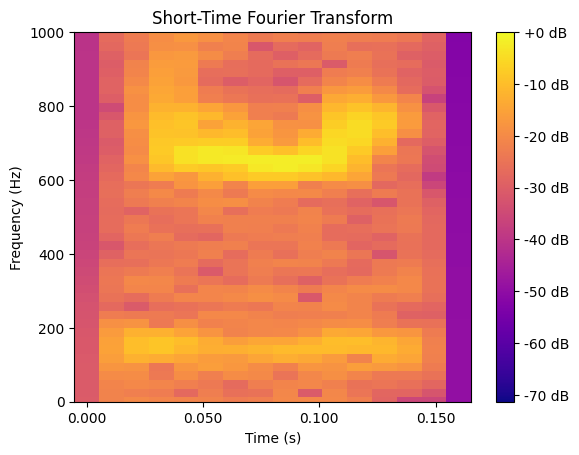 Short-Time Fourier Transform
Frequency (Hz)
1000
800
600
400
200
0
0.000
0.050
0.100
0.150
Time (s)
+0 dB
-10 dB
-20 dB
-30 dB
-40 dB
-50 dB
-60 dB
-70 dB